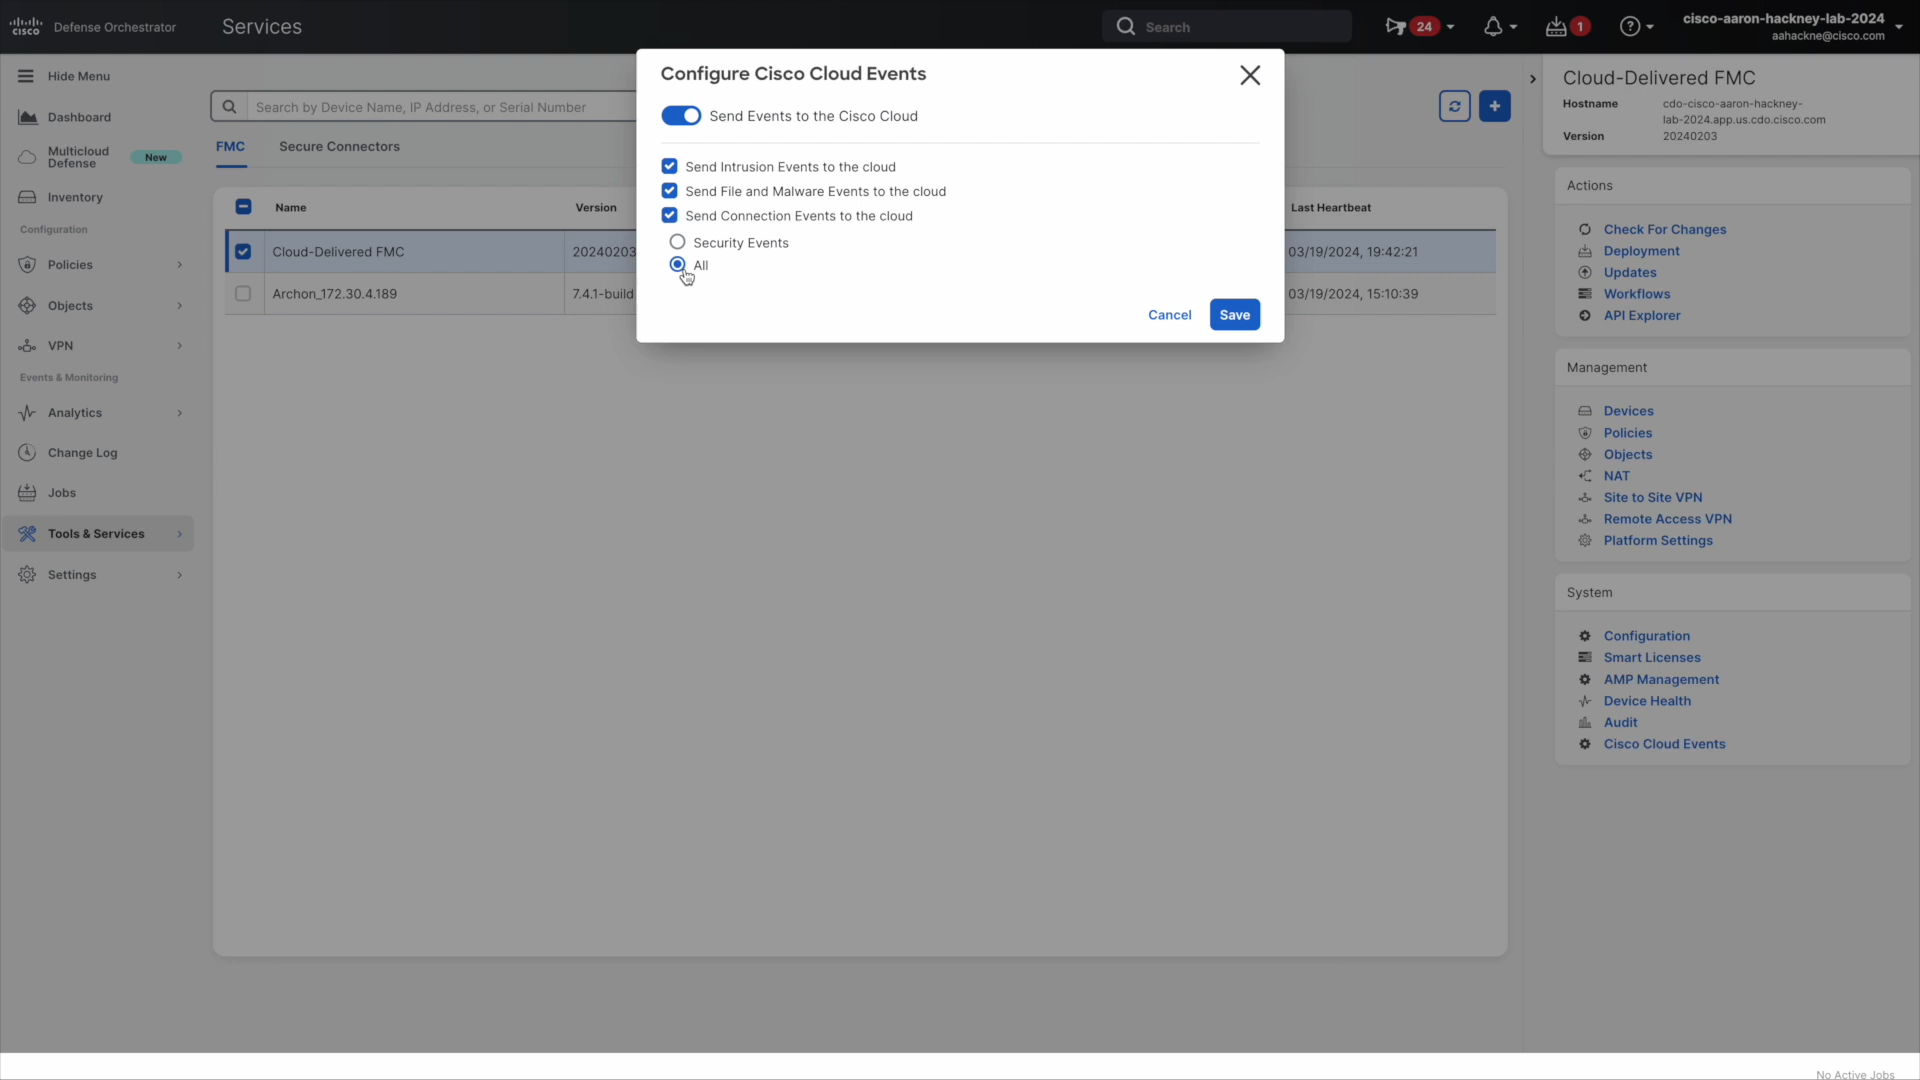 CISCO Defense Orchestrator
Services
Search
24
1
cisco-aaron-hackney-lab-2024
aahackne@cisco.com
Hide Menu
Dashboard
Multicloud
Defense
New
Inventory
Configuration
Policies
Objects
VPN
Events & Monitoring
Analytics
Change Log
Jobs
Tools & Services
Settings
Search by Device Name, IP Address, or Serial Number
FMC
Secure Connectors
Name
Version
Last Heartbeat
Cloud-Delivered FMC
20240203
03/19/2024, 19:42:21
Archon_172.30.4.189
7.4.1-build
03/19/2024, 15:10:39
Configure Cisco Cloud Events
Send Events to the Cisco Cloud
Send Intrusion Events to the cloud
Send File and Malware Events to the cloud
Send Connection Events to the cloud
Security Events
All
Cancel
Save
Cloud-Delivered FMC
Hostname
cdo-cisco-aaron-hackney-
lab-2024.app.us.cdo.cisco.com
Version
20240203
Actions
Check For Changes
Deployment
Updates
Workflows
API Explorer
Management
Devices
Policies
Objects
NAT
Site to Site VPN
Remote Access VPN
Platform Settings
System
Configuration
Smart Licenses
AMP Management
Device Health
Audit
Cisco Cloud Events
No Active Jobs